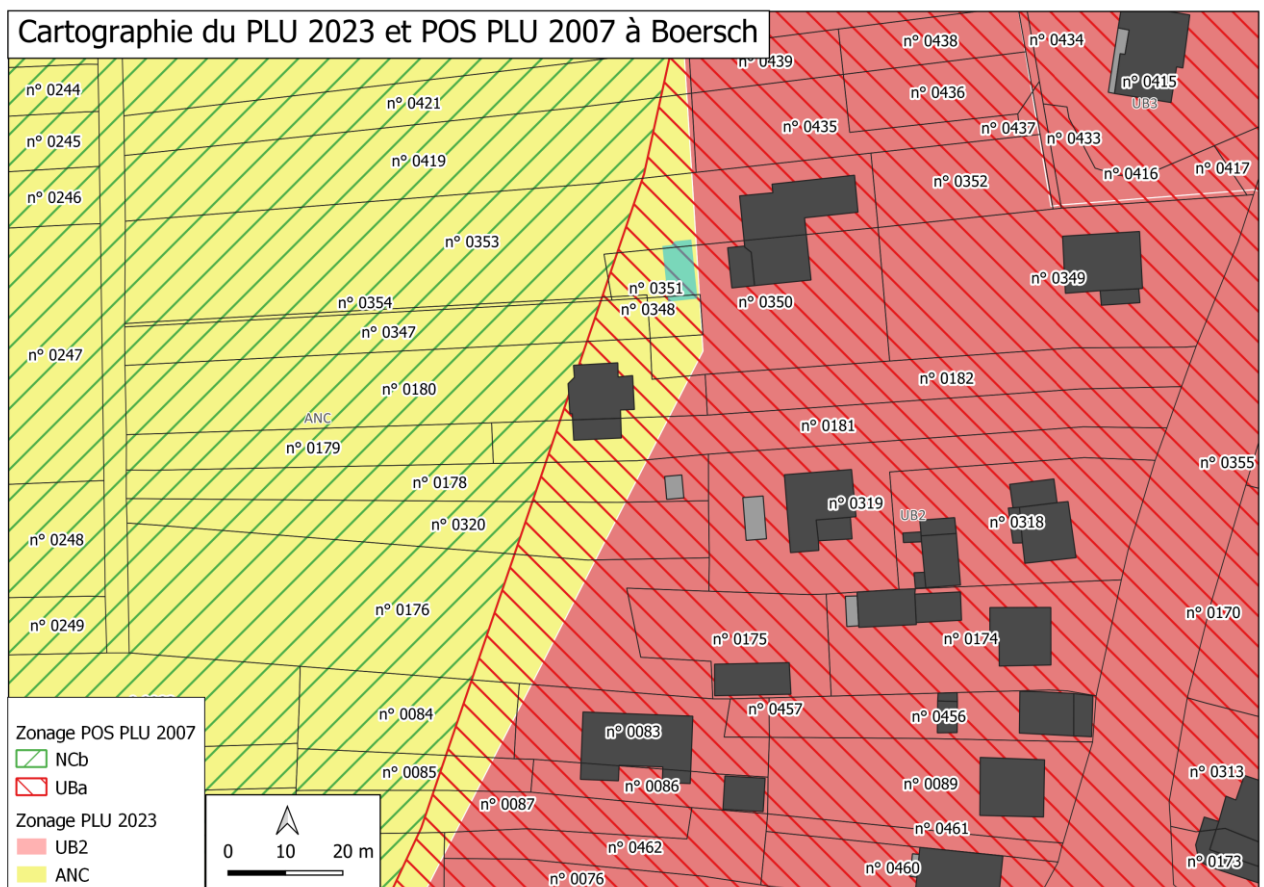 Cartographie du PLU 2023 et POS PLU 2007 à Boersch
n° 0438
n° 0434
n° 0439
n° 0415
n° 0244
n° 0421
n° 0436
UB3
n° 0435
n° 0437
n° 0433
n° 0245
n° 0419
n° 0416
n° 0417
n° 0352
n° 0246
n° 0353
n° 0349
n° 0351
n° 0354
n° 0348
n° 0350
n° 0347
n° 0247
n° 0180
n° 0182
ANC
n° 0181
n° 0179
n° 0355
n° 0178
n° 0319
UB2
n° 0318
n° 0320
n° 0248
n° 0176
n° 0170
n° 0249
n° 0175
n° 0174
n° 0084
n° 0457
n° 0456
n° 0083
n° 0085
n° 0313
n° 0086
n° 0089
n° 0087
n° 0461
n° 0462
n° 0173
n° 0460
n° 0076
Zonage POS PLU 2007
NCb
UBa
Zonage PLU 2023
UB2
ANC
0 10 20 m